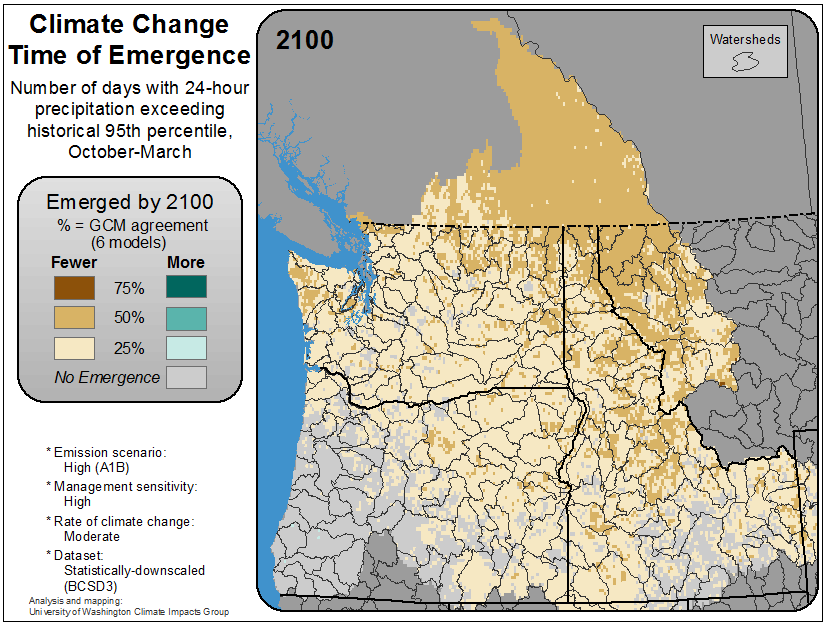 Climate Change
Time of Emergence
Number of days with 24-hour
precipitation exceeding
historical 95th percentile,
October-March
Emerged by 2100
% = GCM agreement
(6 models)
Fewer More
75%
50%
25%
No Emergence
* Emission scenario:
High (A1B)
* Management sensitivity:
High
* Rate of climate change:
Moderate
* Dataset:
Statistically-downscaled
(BCSD3)
Analysis and mapping:
University of Washington Climate Impacts Group
2100
Watersheds